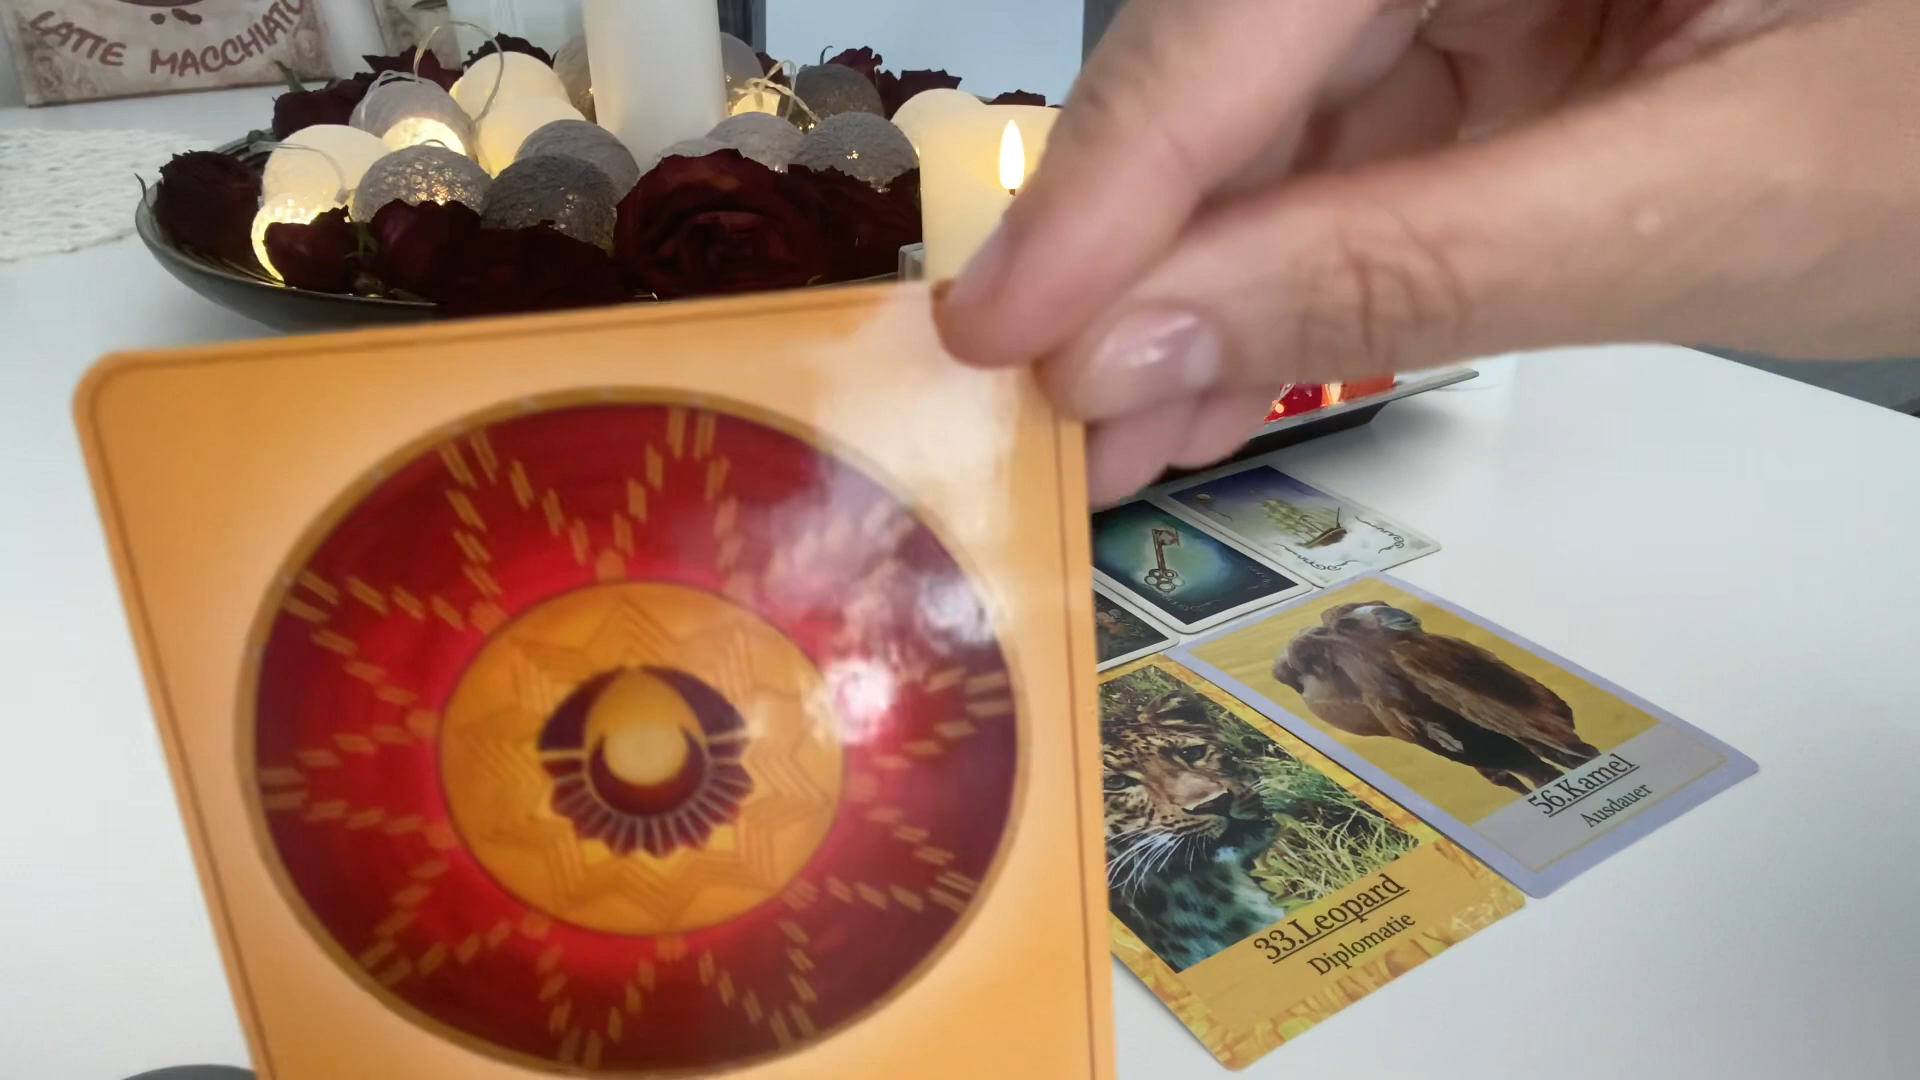 LATTE MACCHIATO
56.Kamel
Ausdauer
33.Leopard
Diplomatie